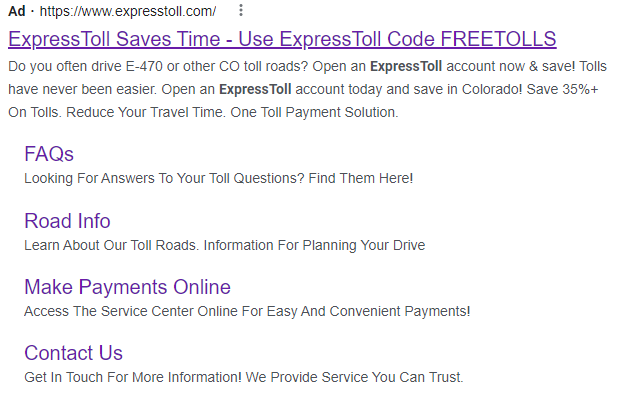 Ad · https://www.expresstoll.com/
ExpressToll Saves Time - Use ExpressToll Code FREETOLLS
Do you often drive E-470 or other CO toll roads? Open an ExpressToll account now & save! Tolls
have never been easier. Open an ExpressToll account today and save in Colorado! Save 35%+
On Tolls. Reduce Your Travel Time. One Toll Payment Solution.
FAQs
Looking For Answers To Your Toll Questions? Find Them Here!
Road Info
Learn About Our Toll Roads. Information For Planning Your Drive
Make Payments Online
Access The Service Center Online For Easy And Convenient Payments!
Contact Us
Get In Touch For More Information! We Provide Service You Can Trust.